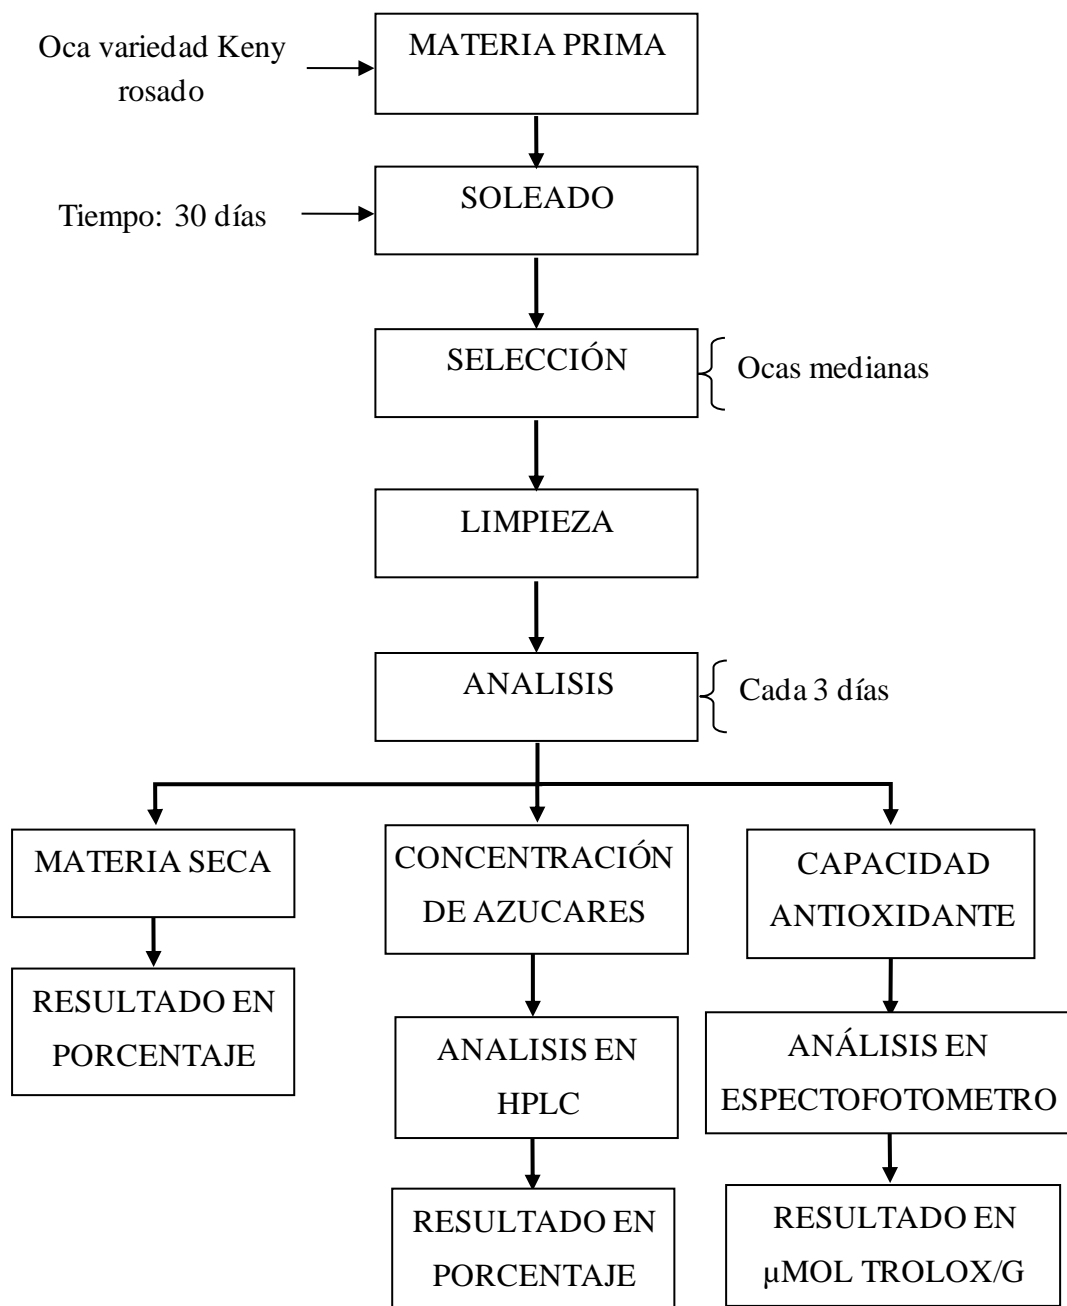 Oca variedad Keny
rosado
MATERIA PRIMA
SOLEADO
Tiempo: 30 días
SELECCIÓN
Ocas medianas
LIMPIEZA
ANALISIS
Cada 3 días
MATERIA SECA
RESULTADO EN
PORCENTAJE
CONCENTRACIÓN
DE AZUCARES
ANALISIS EN
HPLC
RESULTADO EN
PORCENTAJE
CAPACIDAD
ANTIOXIDANTE
ANÁLISIS EN
ESPECTOFOTOMETRO
RESULTADO EN
µMOL TROLOX/G